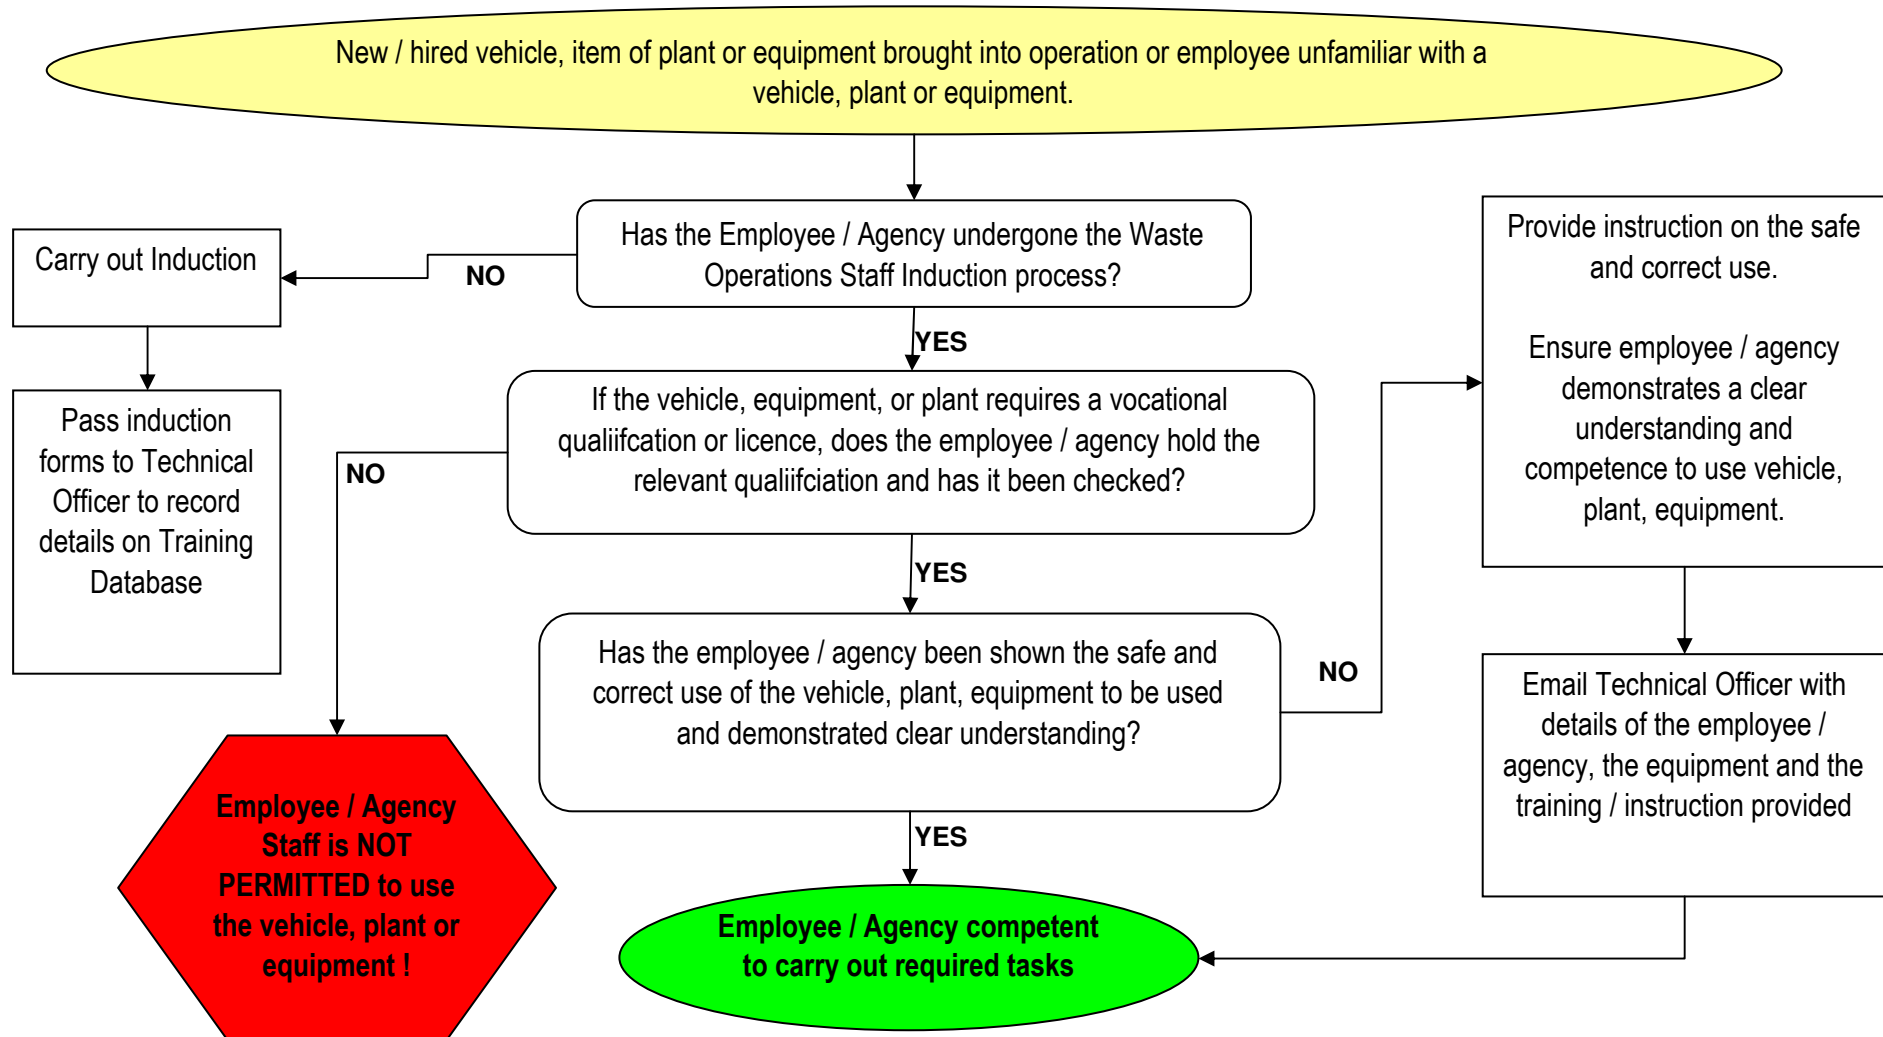 New / hired vehicle, item of plant or equipment brought into operation or employee unfamiliar with a
vehicle, plant or equipment.
Has the Employee / Agency undergone the Waste
Operations Staff Induction process?
NO
Carry out Induction
Pass induction
forms to Technical
Officer to record
details on Training
Database
YES
If the vehicle, equipment, or plant requires a vocational
qualiifcation or licence, does the employee / agency hold the
relevant qualiifciation and has it been checked?
NO
Employee / Agency
Staff is NOT
PERMITTED to use
the vehicle, plant or
equipment !
YES
Has the employee / agency been shown the safe and
correct use of the vehicle, plant, equipment to be used
and demonstrated clear understanding?
NO
Provide instruction on the safe
and correct use.
Ensure employee / agency
demonstrates a clear
understanding and
competence to use vehicle,
plant, equipment.
Email Technical Officer with
details of the employee /
agency, the equipment and the
training / instruction provided
YES
Employee / Agency competent
to carry out required tasks